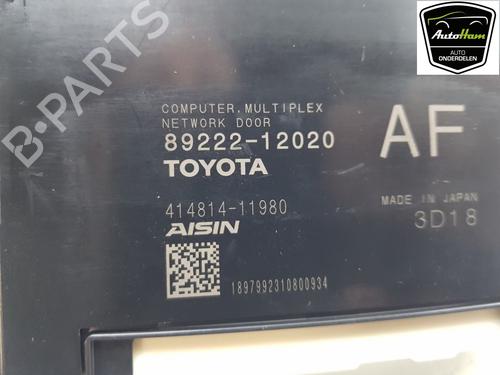 AutoHam
AUTO
ONDERDELEN
B-PARTS
COMPUTER, MULTIPLEX
NETWORK DOOR
89222-12020
TOYOTA
AF
414814-11980
AISIN
MADE IN JAPAN
3D18
1897992310800934